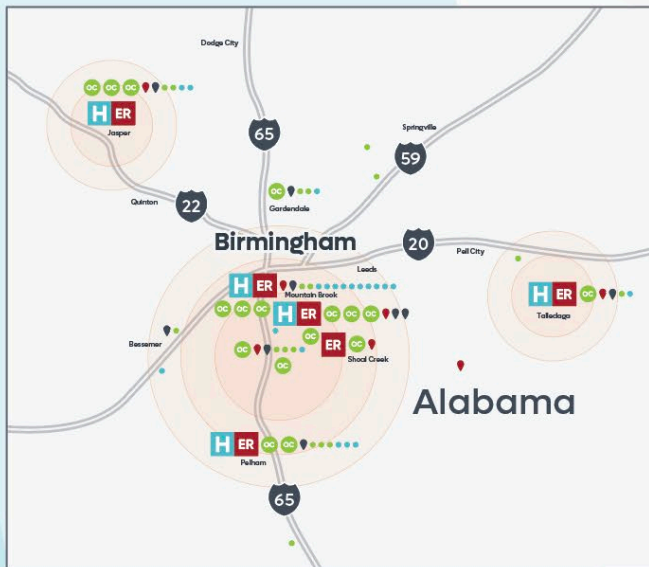 Dodge City
OC OC OC
H ER
Jasper
65
Springville
59
Quinton
22
OC
Gardendale
Birmingham
20
Pell City
Leeds
H ER
Mountain Brook
H ER OC
Talladega
OC OC OC
H ER OC OC OC
Bessemer
OC
OC
ER OC
Shoal Creek
OC
Alabama
H ER OC OC
Pelham
65